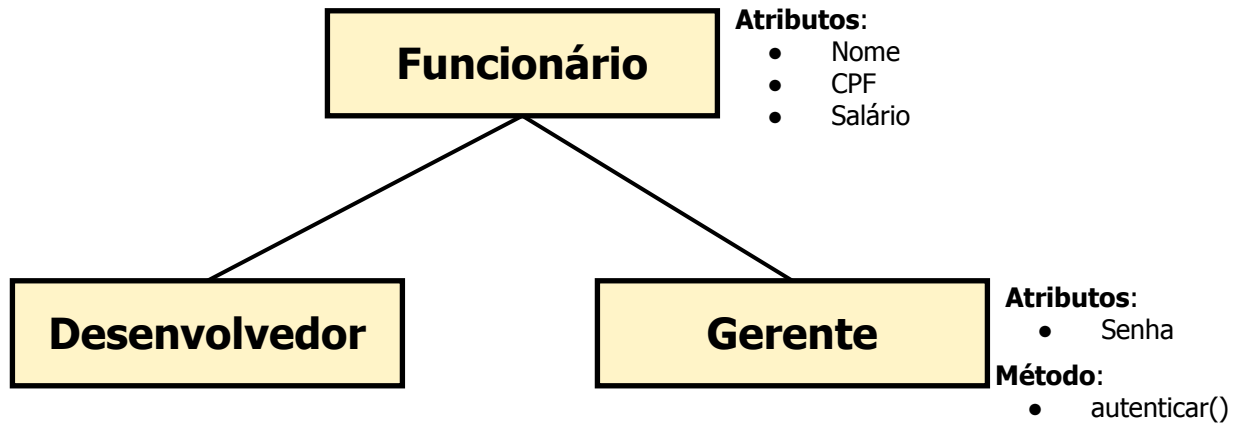 Funcionário
Atributos:
● Nome
● CPF
● Salário
Desenvolvedor
Gerente
Atributos:
● Senha
Método:
● autenticar()